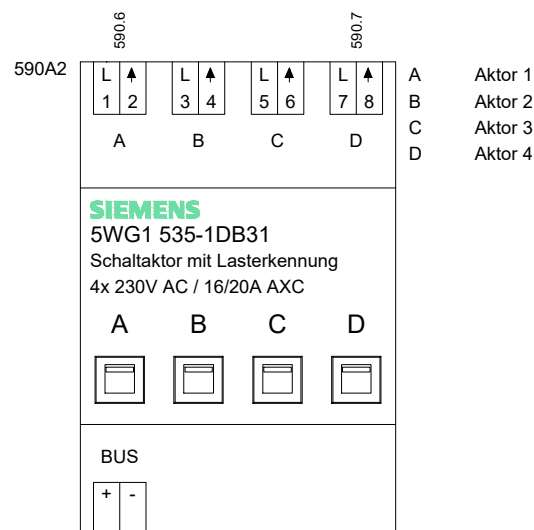 590.6 590.7
590A2
L L L L A Aktor 1
1 2 3 4 5 6 7 8 B Aktor 2
A B C D C Aktor 3
D Aktor 4
SIEMENS
5WG1 535-1DB31
Schaltaktor mit Lasterkennung
4x 230V AC / 16/20A AXC
A B C D
BUS
+ -